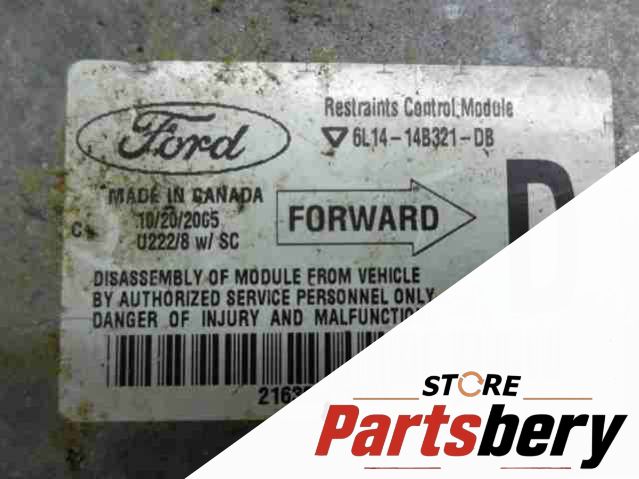 Ford
Restraints Control Module
6L14-14B321-DB
MADE IN CANADA
10/20/2005
U222/8 w/ SC
C
FORWARD
D
DISASSEMBLY OF MODULE FROM VEHICLE
BY AUTHORIZED SERVICE PERSONNEL ONLY
DANGER OF INJURY AND MALFUNCTION
2163
STORE
Partsbery